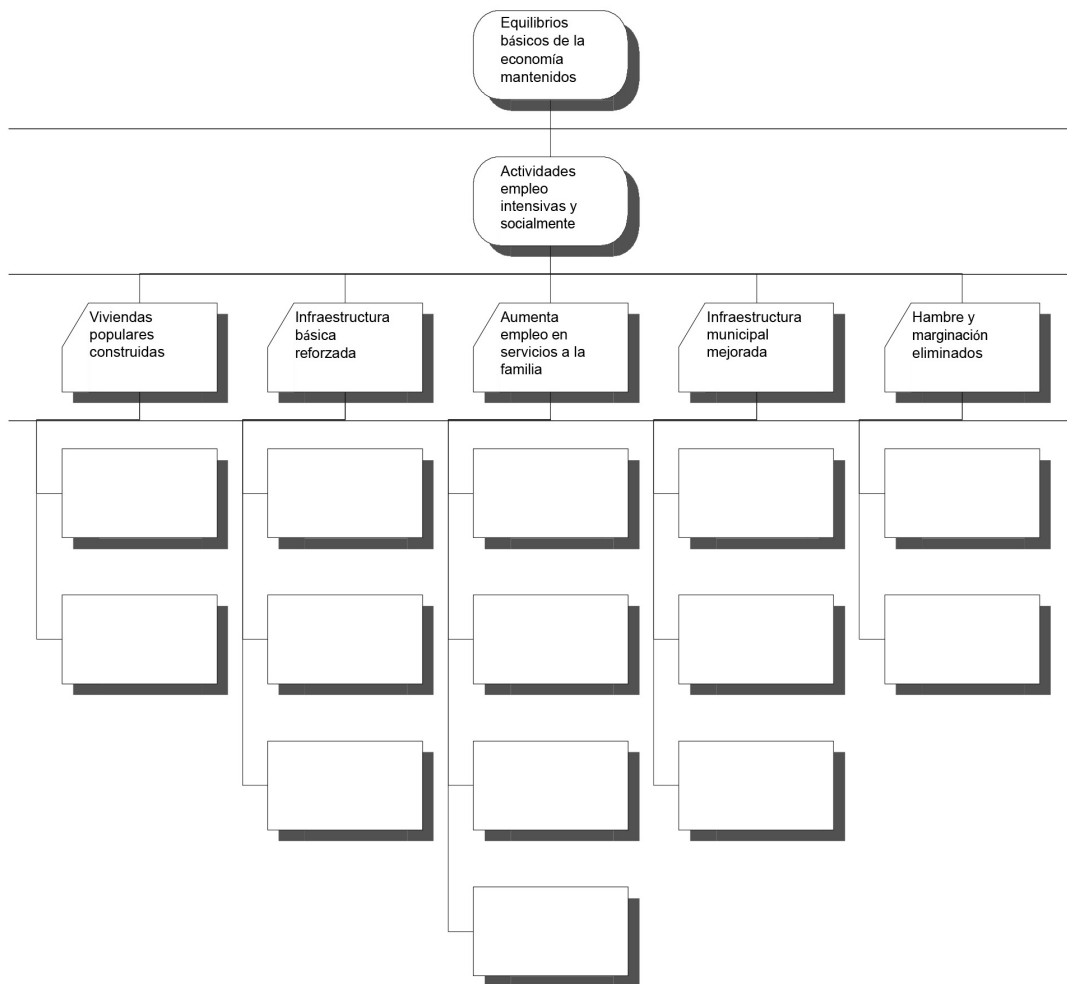 Equilibrios
básicos de la
economía
mantenidos
Actividades
empleo
intensivas y
socialmente
Viviendas
populares
construidas
Infraestructura
básica
reforzada
Aumenta
empleo en
servicios a la
familia
Infraestructura
municipal
mejorada
Hambre y
marginación
eliminados